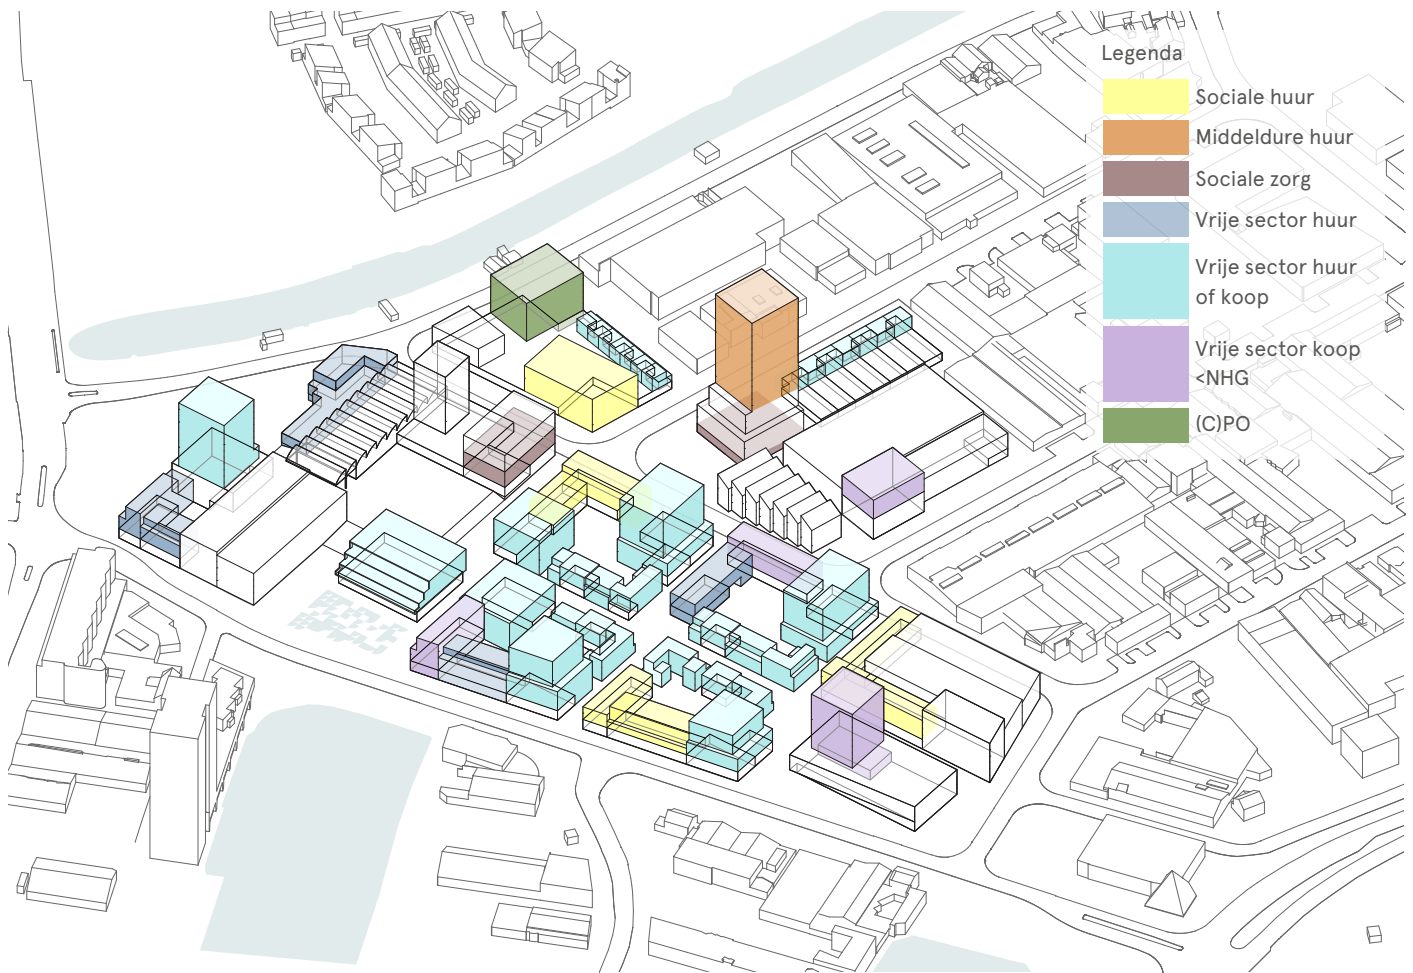 Legenda
Sociale huur
Middeldure huur
Sociale zorg
Vrije sector huur
Vrije sector huur
of koop
Vrije sector koop
<NHG
(C)PO